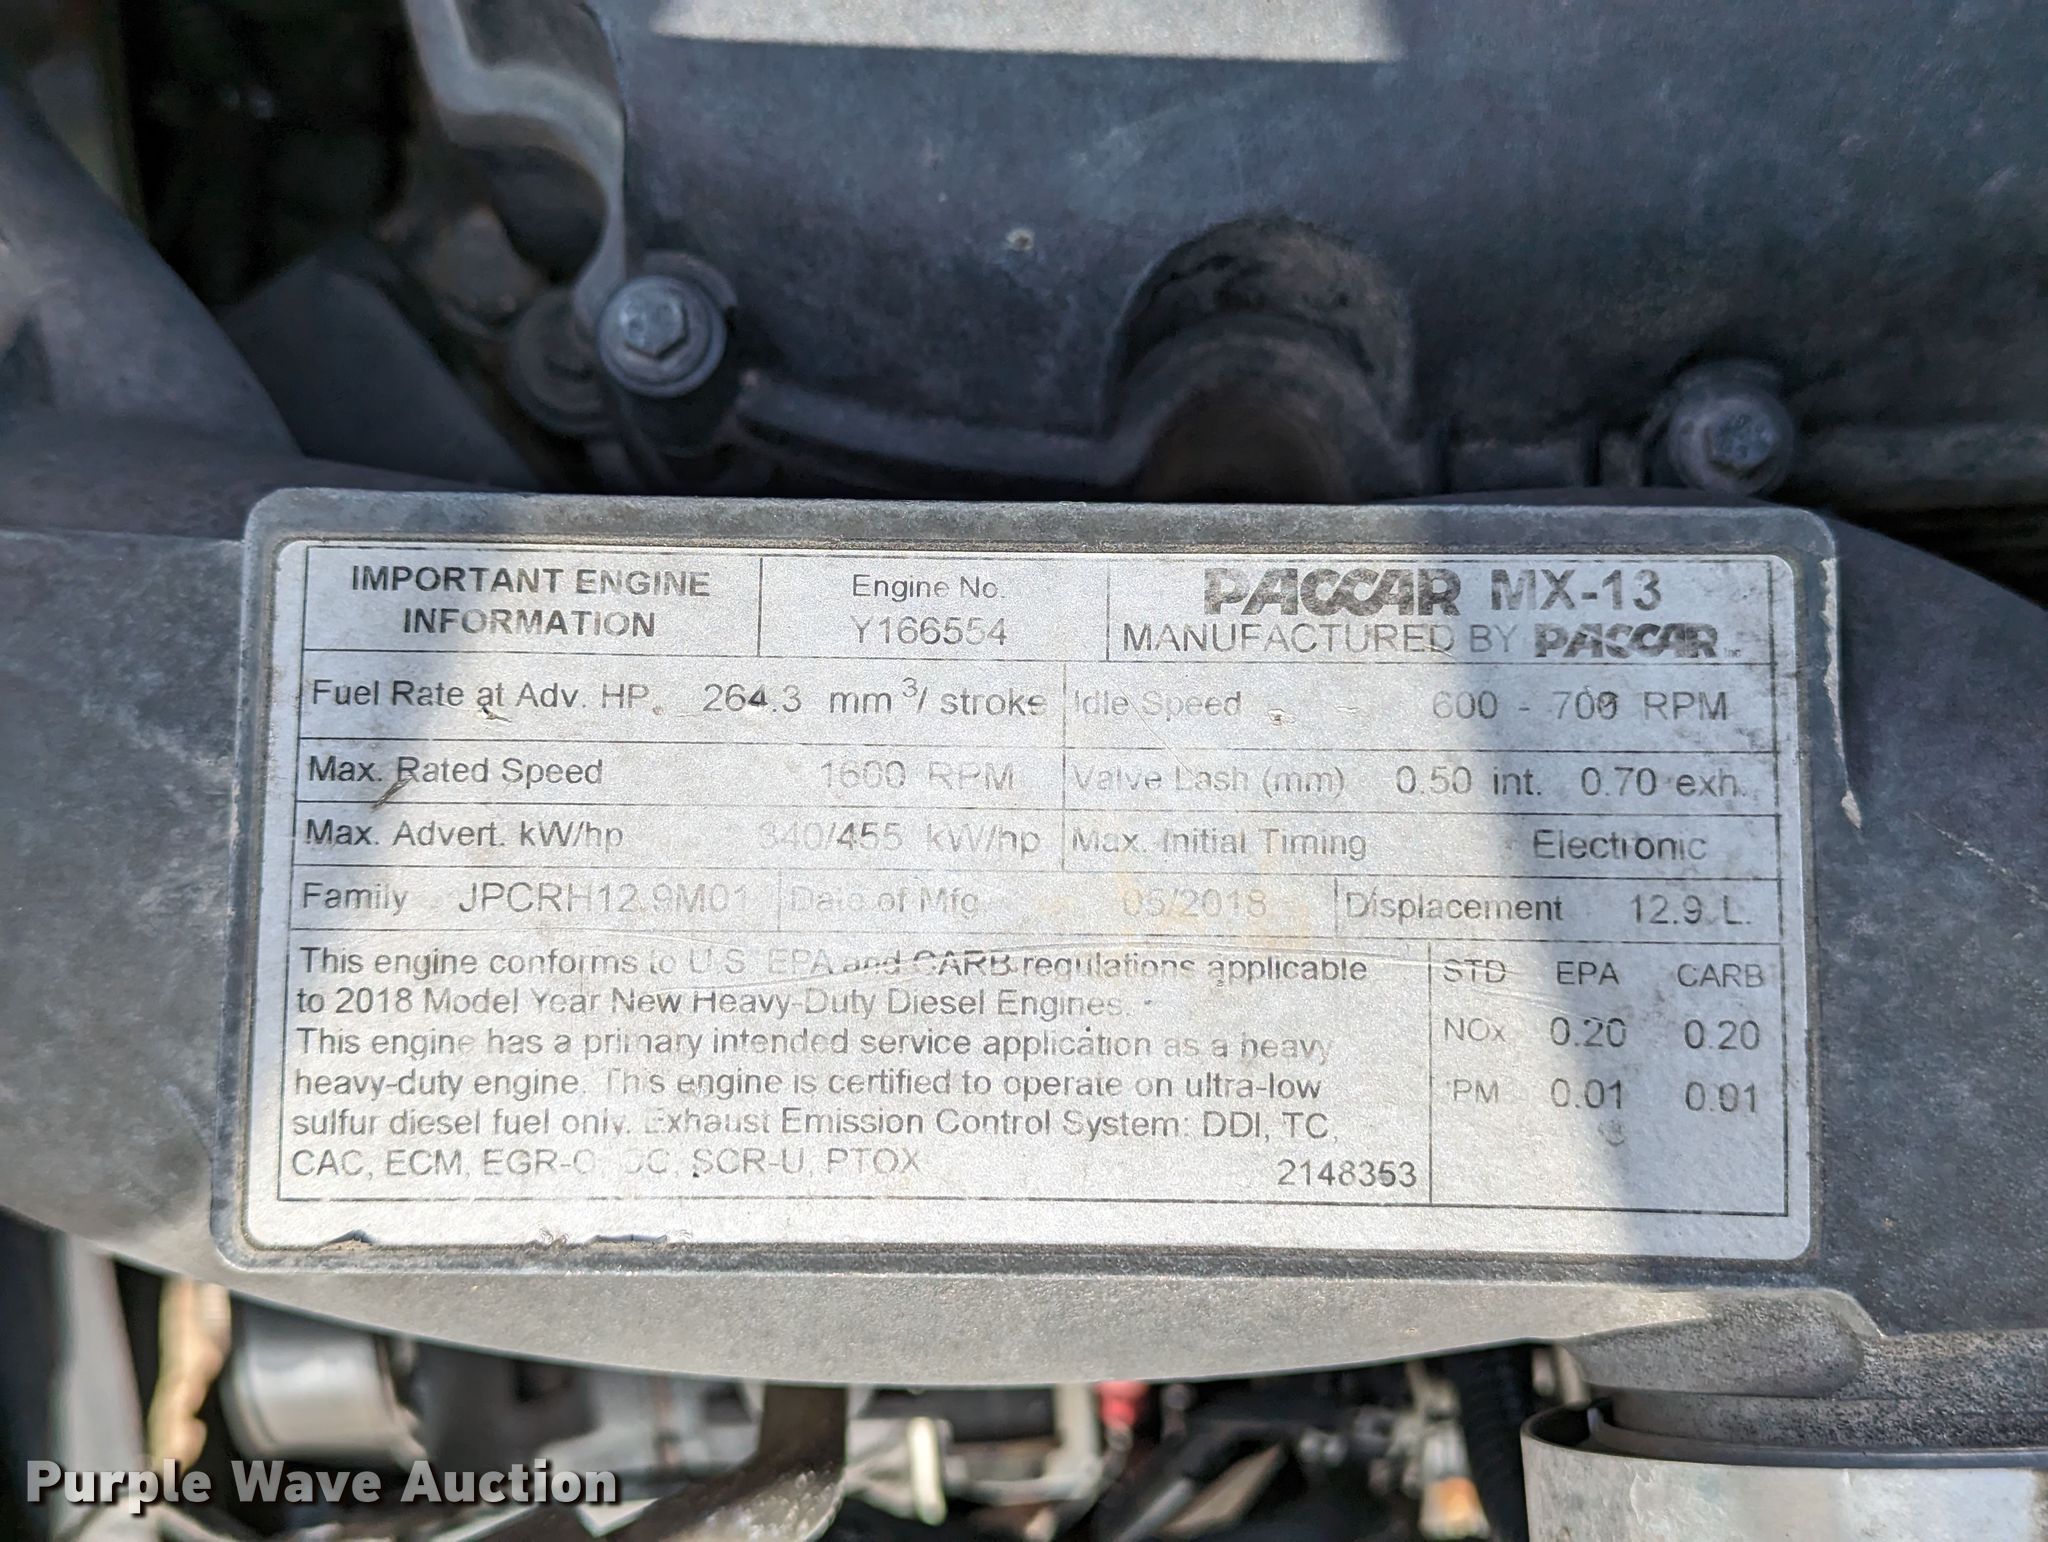 IMPORTANT ENGINE
INFORMATION
Engine No.
Y166554
PACCAR MX-13
MANUFACTURED BY PACCAR Inc
Fuel Rate at Adv. HP. 264.3 mm3/ stroke
Idle Speed 600 - 700 RPM
Max. Rated Speed 1600 RPM
Valve Lash (mm) 0.50 int. 0.70 exh.
Max. Advert. kW/hp 340/455 kW/hp
Max. Initial Timing Electronic
Family JPCRH12.9M01
Date of Mfg. 05/2018
Displacement 12.9 L.
This engine conforms to U.S. EPA and CARB regulations applicable
to 2018 Model Year New Heavy-Duty Diesel Engines.
This engine has a primary intended service application as a heavy
heavy-duty engine. This engine is certified to operate on ultra-low
sulfur diesel fuel only. Exhaust Emission Control System: DDI, TC,
CAC, ECM, EGR-C, OC, SCR-U, PTOX
2148353
STD EPA CARB
NOx 0.20 0.20
PM 0.01 0.01
Purple Wave Auction